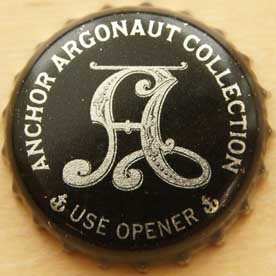 ANCHOR ARGONAUT COLLECTION
A
USE OPENER